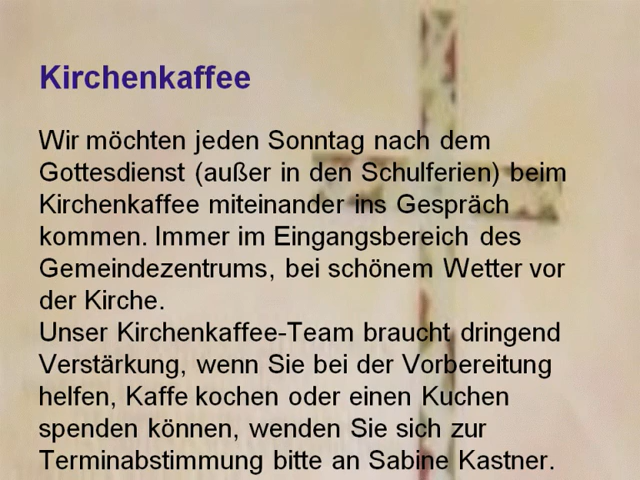 Kirchenkaffee
Wir möchten jeden Sonntag nach dem
Gottesdienst (außer in den Schulferien) beim
Kirchenkaffee miteinander ins Gespräch
kommen. Immer im Eingangsbereich des
Gemeindezentrums, bei schönem Wetter vor
der Kirche.
Unser Kirchenkaffee-Team braucht dringend
Verstärkung, wenn Sie bei der Vorbereitung
helfen, Kaffe kochen oder einen Kuchen
spenden können, wenden Sie sich zur
Terminabstimmung bitte an Sabine Kastner.